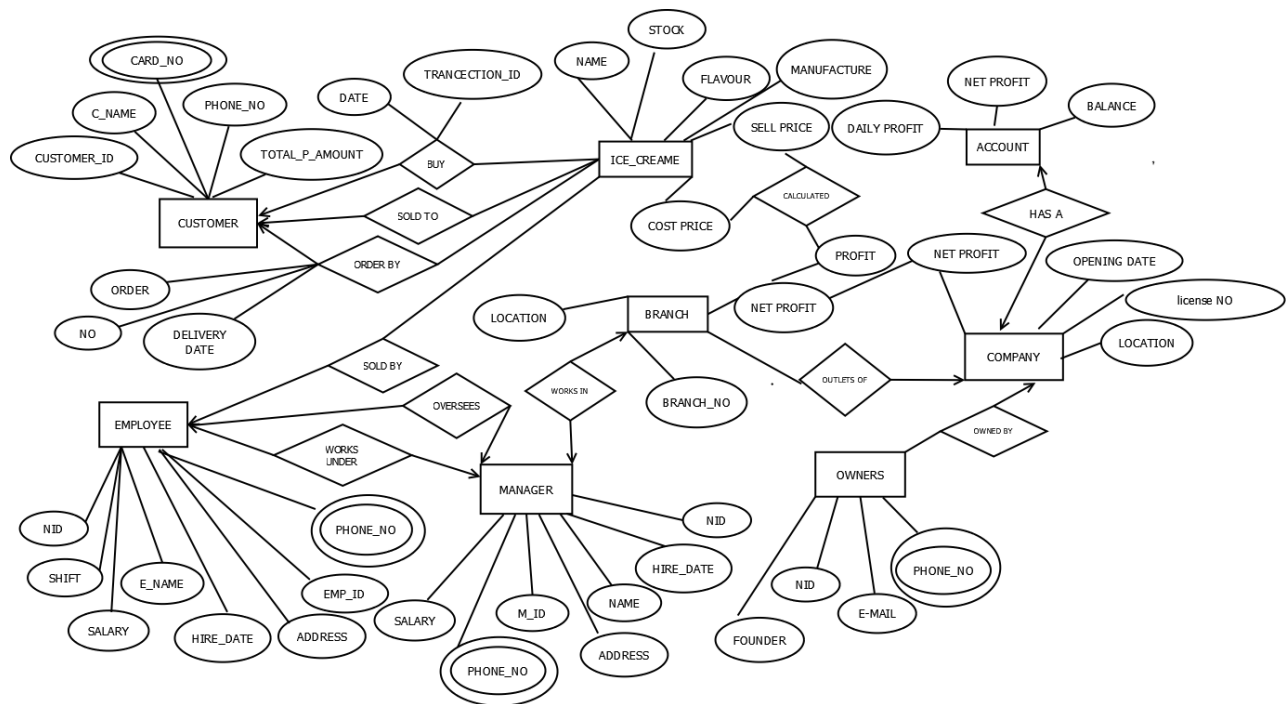 STOCK
CARD_NO
NAME
TRANCECTION_ID
FLAVOUR
MANUFACTURE
NET PROFIT
DATE
C_NAME
PHONE_NO
BALANCE
SELL PRICE
DAILY PROFIT
CUSTOMER_ID
TOTAL_P_AMOUNT
BUY
ICE_CREAME
ACCOUNT
CALCULATED
CUSTOMER
SOLD TO
COST PRICE
HAS A
ORDER BY
PROFIT
NET PROFIT
OPENING DATE
ORDER
license NO
LOCATION
BRANCH
NET PROFIT
NO
DELIVERY
DATE
LOCATION
COMPANY
SOLD BY
OUTLETS OF
WORKS IN
OVERSEES
BRANCH_NO
EMPLOYEE
OWNED BY
WORKS
UNDER
OWNERS
MANAGER
NID
PHONE_NO
NID
SHIFT
E_NAME
HIRE_DATE
PHONE_NO
EMP_ID
NAME
NID
M_ID
SALARY
E-MAIL
SALARY
HIRE_DATE
ADDRESS
FOUNDER
ADDRESS
PHONE_NO